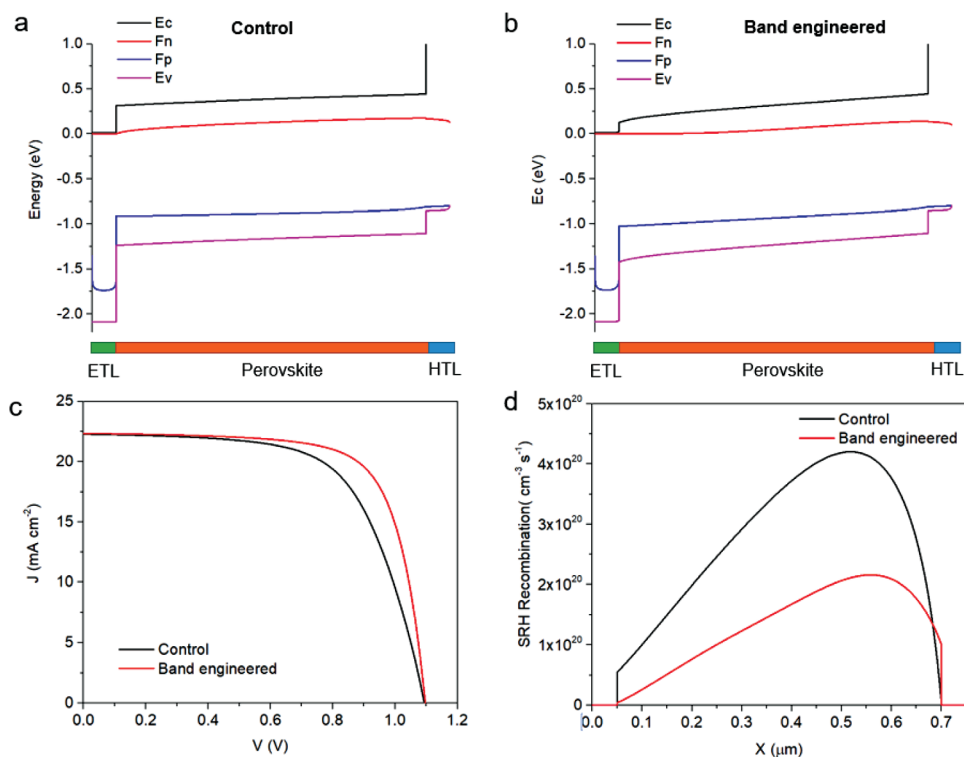 a
Control
Ec
Fn
Fp
Ev
1.0
0.5
0.0
-0.5
-1.0
-1.5
-2.0
Energy (eV)
ETL
Perovskite
HTL
b
Band engineered
Ec
Fn
Fp
Ev
1.0
0.5
0.0
-0.5
-1.0
-1.5
-2.0
Ec (eV)
ETL
Perovskite
HTL
c
25
20
15
10
5
0
J (mA cm⁻²)
Control
Band engineered
0.0 0.2 0.4 0.6 0.8 1.0 1.2
V (V)
d
5x10²⁰
4x10²⁰
3x10²⁰
2x10²⁰
1x10²⁰
0
SRH Recombination( cm⁻³ s⁻¹)
Control
Band engineered
0.0 0.1 0.2 0.3 0.4 0.5 0.6 0.7
X (μm)